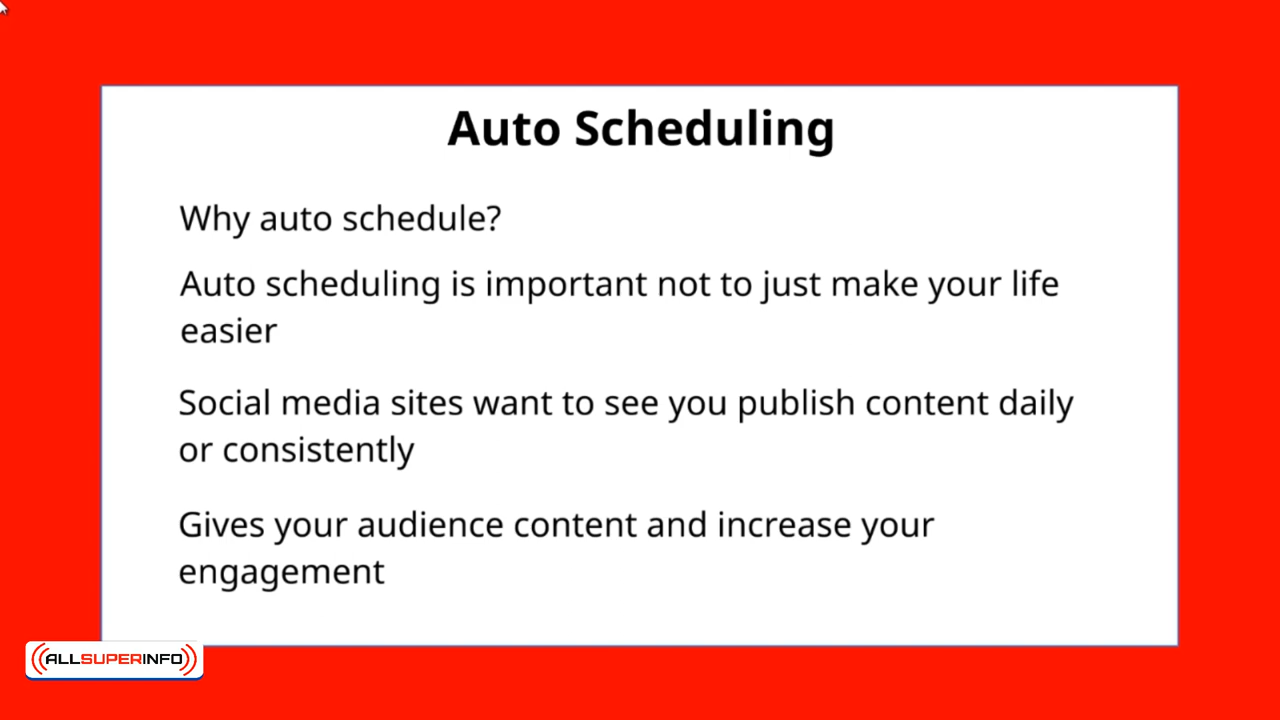 Auto Scheduling
Why auto schedule?
Auto scheduling is important not to just make your life
easier
Social media sites want to see you publish content daily
or consistently
Gives your audience content and increase your
engagement
ALLSUPERINFO